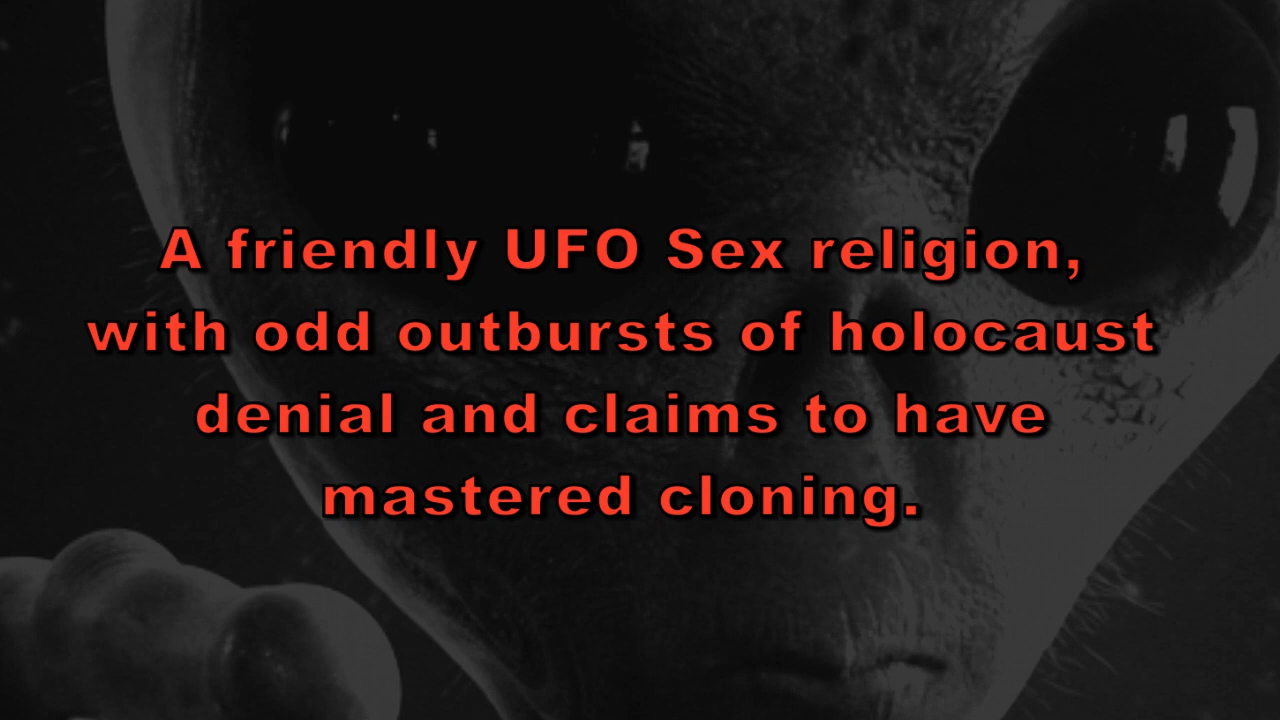 A friendly UFO Sex religion,
with odd outbursts of holocaust
denial and claims to have
mastered cloning.